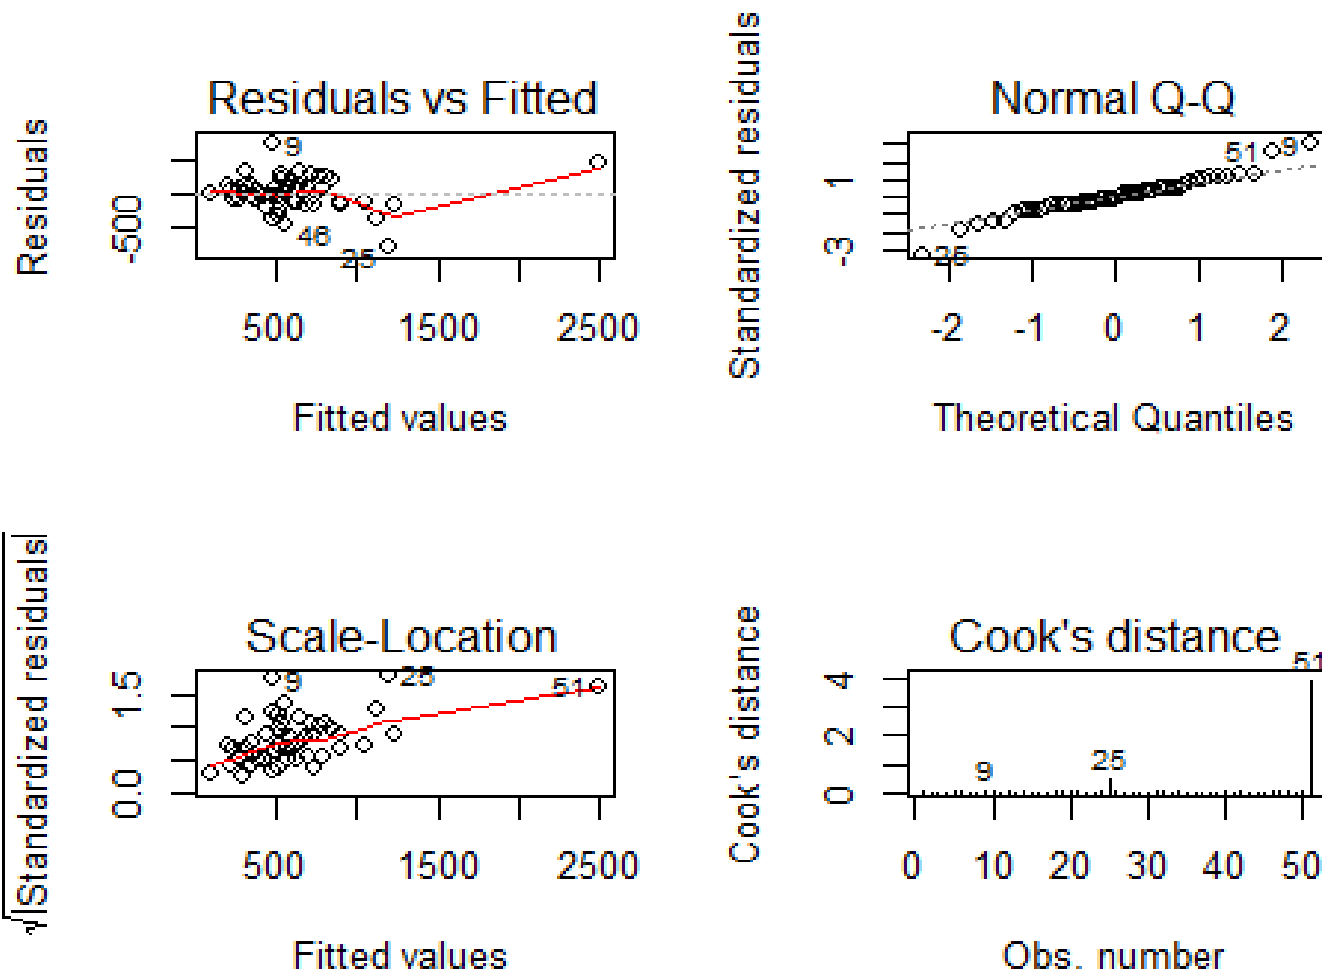 Residuals vs Fitted
Residuals
-500
9
46
25
500 1500 2500
Fitted values
Normal Q-Q
Standardized residuals
1
-3
51 9
25
-2 -1 0 1 2
Theoretical Quantiles
Scale-Location
√|Standardized residuals|
1.5
0.0
9
25
51
500 1500 2500
Fitted values
Cook's distance
Cook's distance
4
2
0
9
25
51
0 10 20 30 40 50
Obs. number